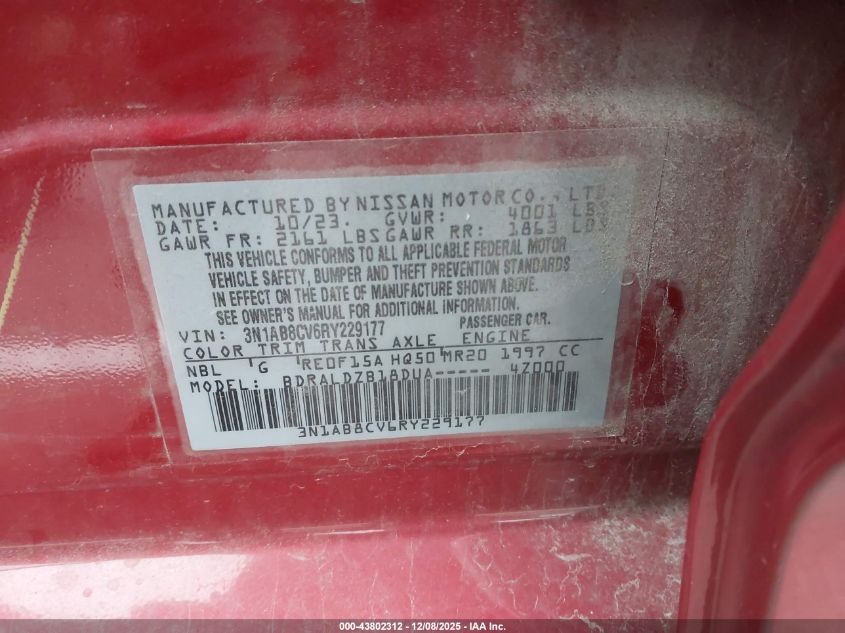 MANUFACTURED BY NISSAN MOTOR CO., LTD
DATE: 10/23. GVWR: 4001 LBS
GAWR FR: 2161 LBS GAWR RR: 1863 LBS
THIS VEHICLE CONFORMS TO ALL APPLICABLE FEDERAL MOTOR
VEHICLE SAFETY, BUMPER AND THEFT PREVENTION STANDARDS
IN EFFECT ON THE DATE OF MANUFACTURE SHOWN ABOVE.
SEE OWNER'S MANUAL FOR ADDITIONAL INFORMATION.
VIN: 3N1AB8CV6RY229177 PASSENGER CAR.
COLOR TRIM TRANS AXLE ENGINE
NBL G RE0F15A HQ50 MR20 1997 CC
MODEL: BDRALDZB18DUA----- 4Z000
3N1AB8CV6RY229177
000-43802312 - 12/08/2025 - IAA Inc.